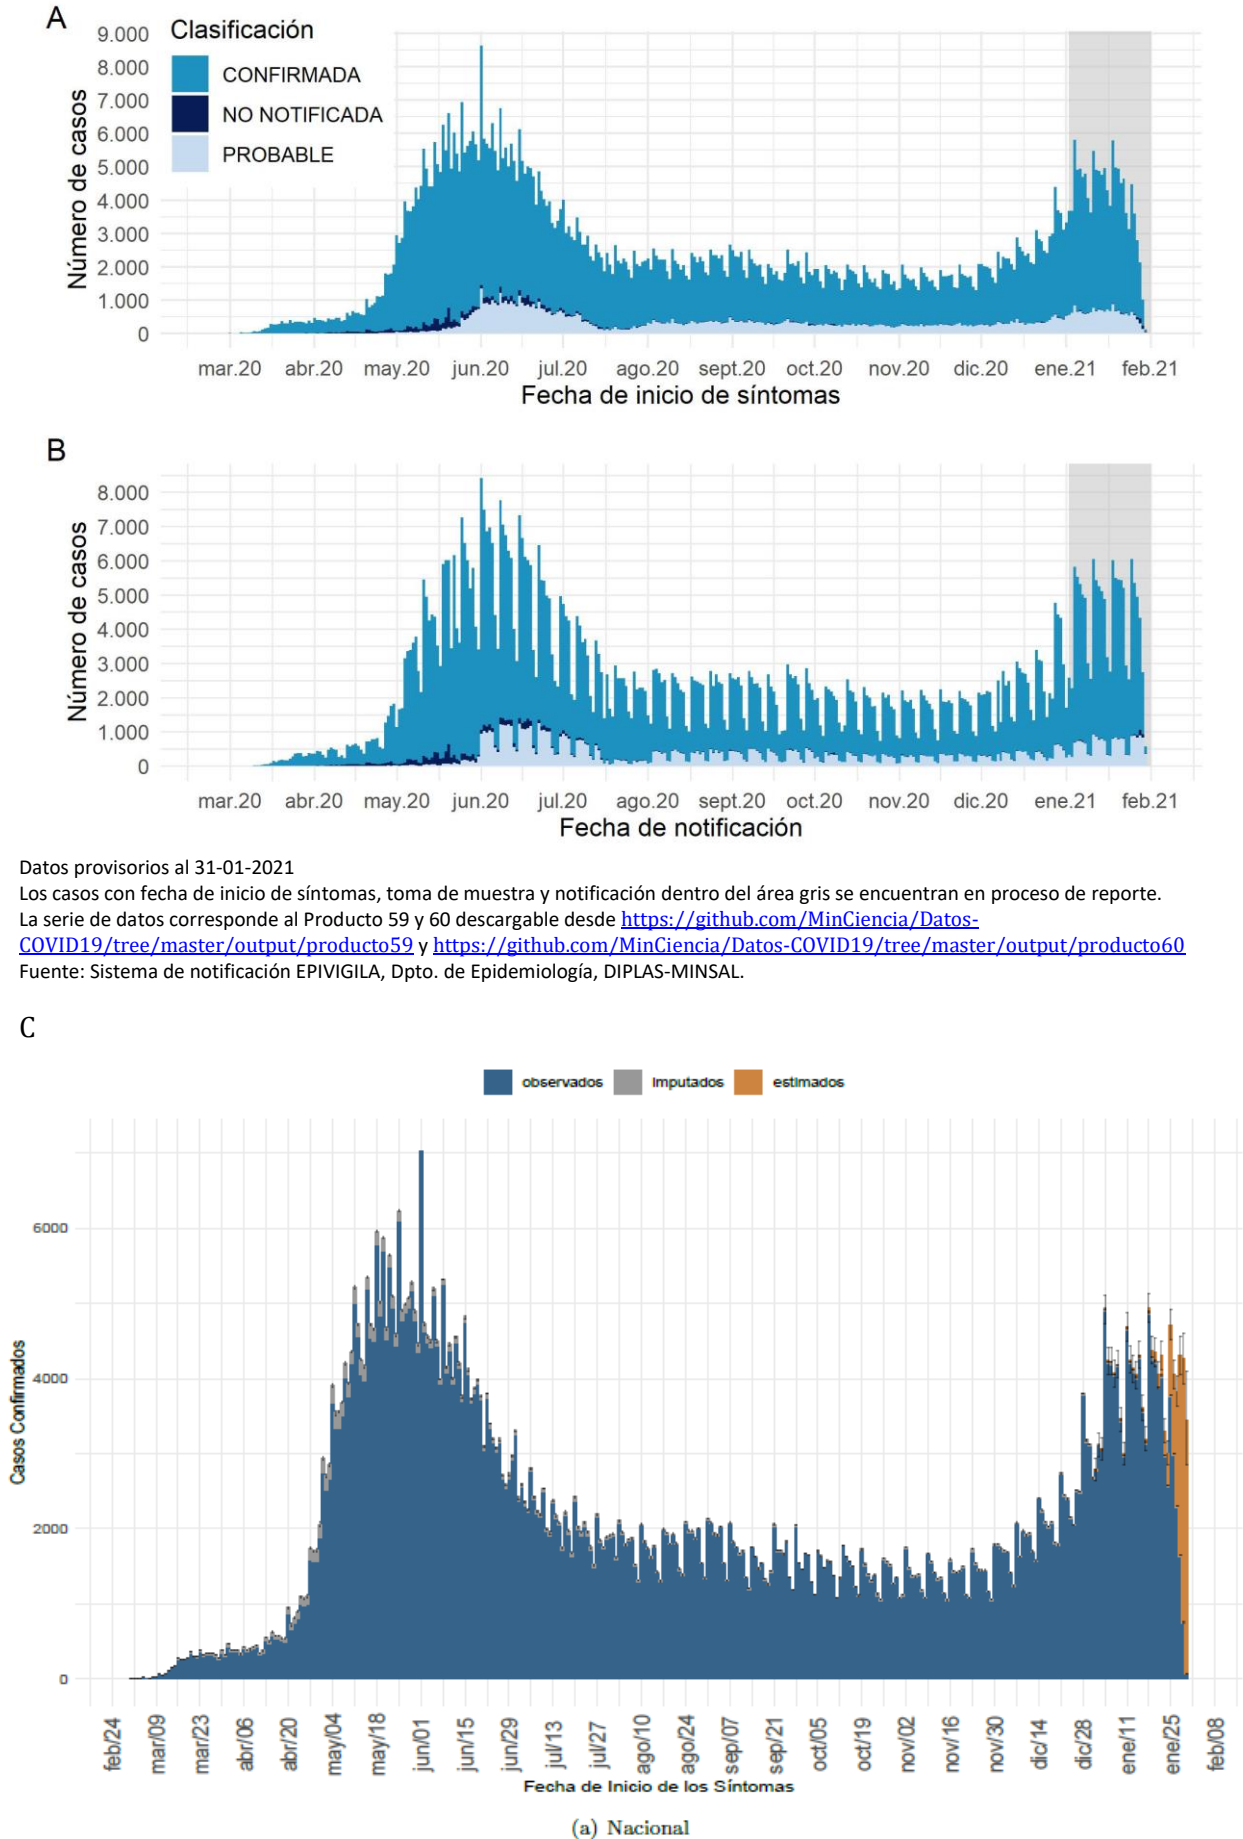 A
Clasificación
CONFIRMADA
NO NOTIFICADA
PROBABLE
Número de casos
9.000
8.000
7.000
6.000
5.000
4.000
3.000
2.000
1.000
0
mar.20 abr.20 may.20 jun.20 jul.20 ago.20 sept.20 oct.20 nov.20 dic.20 ene.21 feb.21
Fecha de inicio de síntomas
B
Número de casos
8.000
7.000
6.000
5.000
4.000
3.000
2.000
1.000
0
mar.20 abr.20 may.20 jun.20 jul.20 ago.20 sept.20 oct.20 nov.20 dic.20 ene.21 feb.21
Fecha de notificación
Datos provisorios al 31-01-2021
Los casos con fecha de inicio de síntomas, toma de muestra y notificación dentro del área gris se encuentran en proceso de reporte.
La serie de datos corresponde al Producto 59 y 60 descargable desde https://github.com/MinCiencia/Datos-
COVID19/tree/master/output/producto59 y https://github.com/MinCiencia/Datos-COVID19/tree/master/output/producto60
Fuente: Sistema de notificación EPIVIGILA, Dpto. de Epidemiología, DIPLAS-MINSAL.
C
observados imputados estimados
Casos Confirmados
6000
4000
2000
0
feb/24 mar/09 mar/23 abr/06 abr/20 may/04 may/18 jun/01 jun/15 jun/29 jul/13 jul/27 ago/10 ago/24 sep/07 sep/21 oct/05 oct/19 nov/02 nov/16 nov/30 dic/14 dic/28 ene/11 ene/25 feb/08
Fecha de Inicio de los Síntomas
(a) Nacional